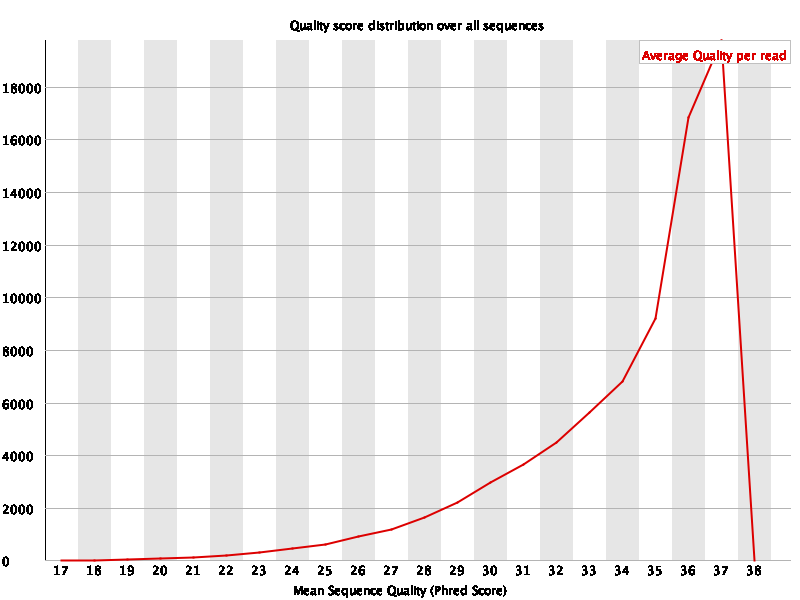 Quality score distribution over all sequences
Average Quality per read
18000
16000
14000
12000
10000
8000
6000
4000
2000
0
17 18 19 20 21 22 23 24 25 26 27 28 29 30 31 32 33 34 35 36 37 38
Mean Sequence Quality (Phred Score)